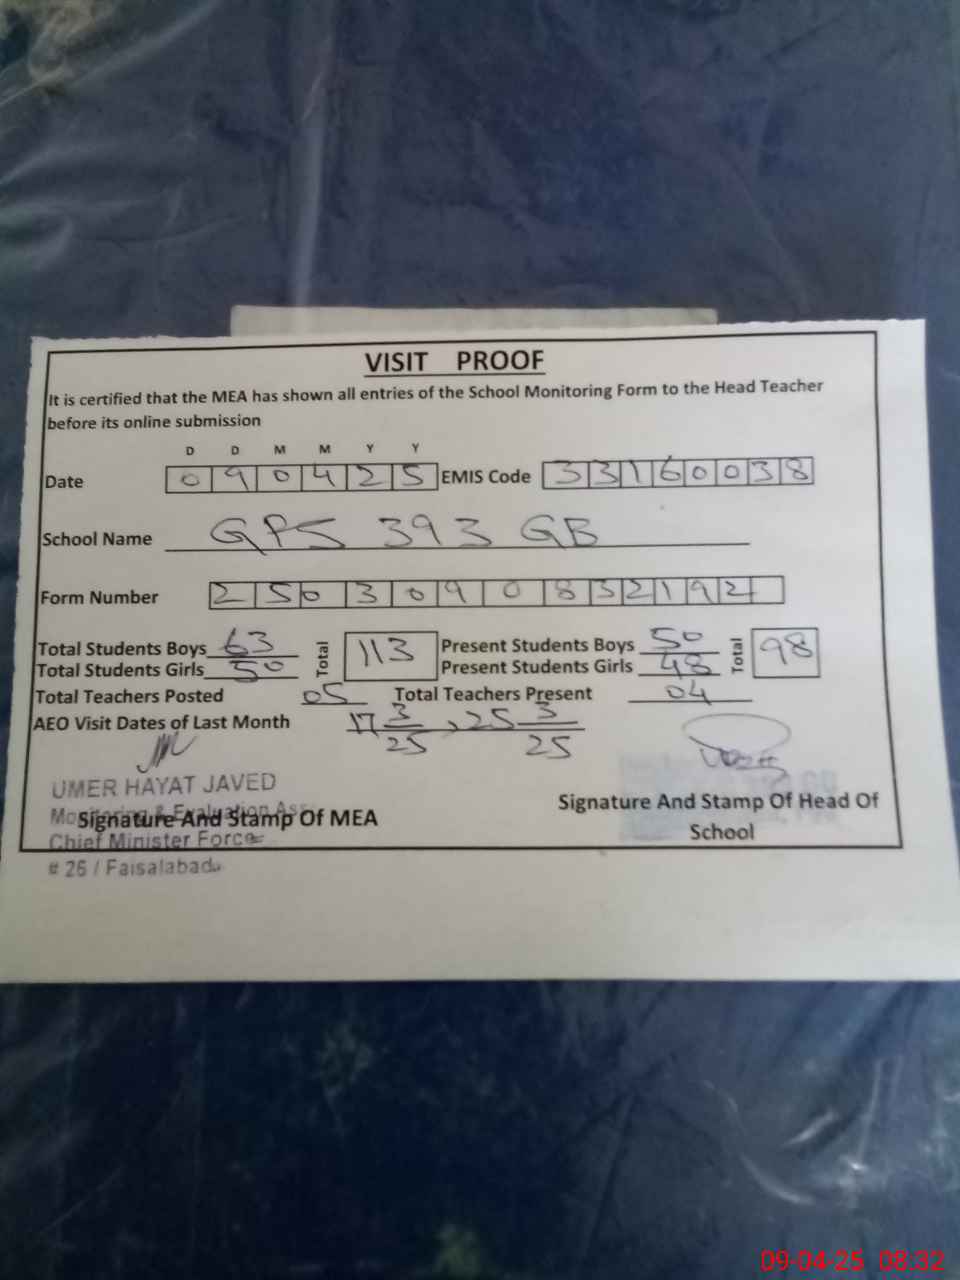 VISIT PROOF
It is certified that the MEA has shown all entries of the School Monitoring Form to the Head Teacher
before its online submission
D D M M Y Y
Date 0 9 0 4 2 5 EMIS Code 3 3 1 6 0 0 3 8
School Name GPS 393 GB
Form Number 2 5 0 3 0 9 0 8 3 2 1 9 2
Total Students Boys 63 Total 113 Present Students Boys 50 Total 98
Total Students Girls 50 Present Students Girls 48
Total Teachers Posted 05 Total Teachers Present 04
AEO Visit Dates of Last Month 17 3/25, 25 3/25
UMER HAYAT JAVED
Monitoring & Evaluation Ass
Signature And Stamp Of MEA
Chief Minister Force
# 26 / Faisalabad
Signature And Stamp Of Head Of
School
09-04-25 08:32